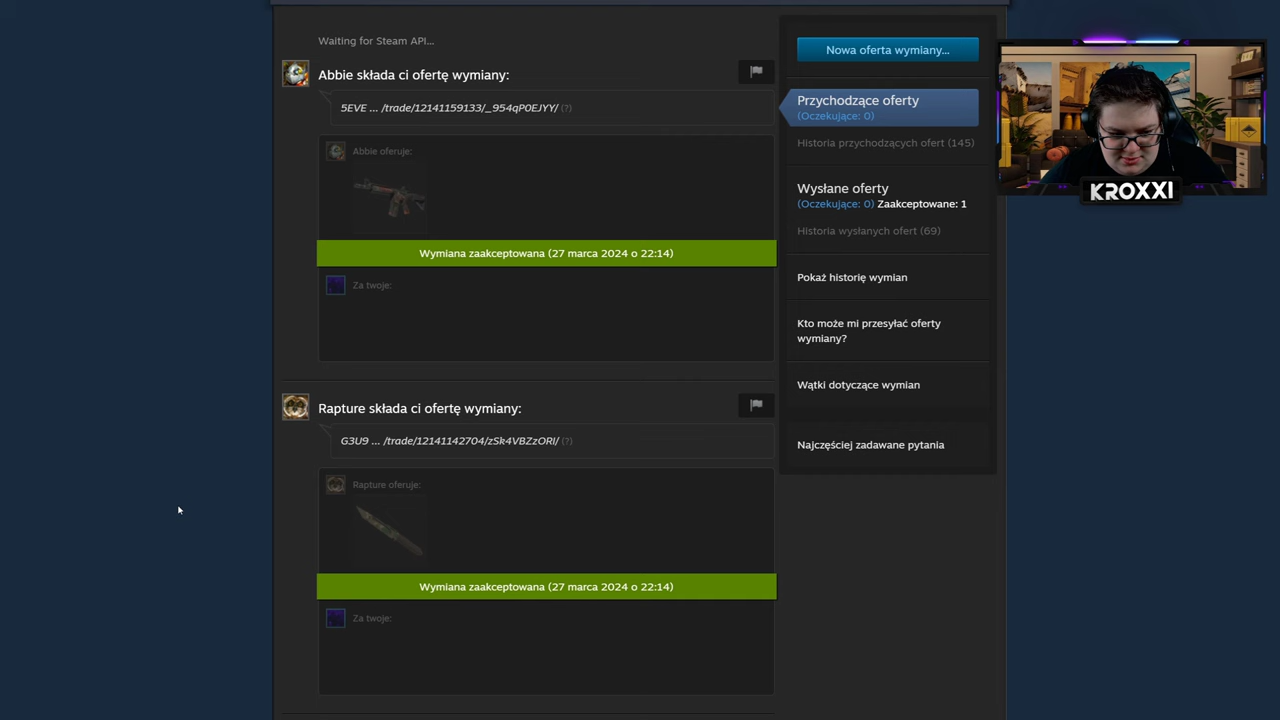 Waiting for Steam API...
Abbie składa ci ofertę wymiany:
5EVE ... /trade/12141159133/_954qP0EJYY/ (?)
Abbie oferuje:
Wymiana zaakceptowana (27 marca 2024 o 22:14)
Za twoje:
Rapture składa ci ofertę wymiany:
G3U9 ... /trade/12141142704/zSk4VBZzORI/ (?)
Rapture oferuje:
Wymiana zaakceptowana (27 marca 2024 o 22:14)
Za twoje:
Nowa oferta wymiany...
Przychodzące oferty
(Oczekujące: 0)
Historia przychodzących ofert (145)
Wysłane oferty
(Oczekujące: 0) Zaakceptowane: 1
Historia wysłanych ofert (69)
Pokaż historię wymian
Kto może mi przesyłać oferty
wymiany?
Wątki dotyczące wymian
Najczęściej zadawane pytania
KROXXI